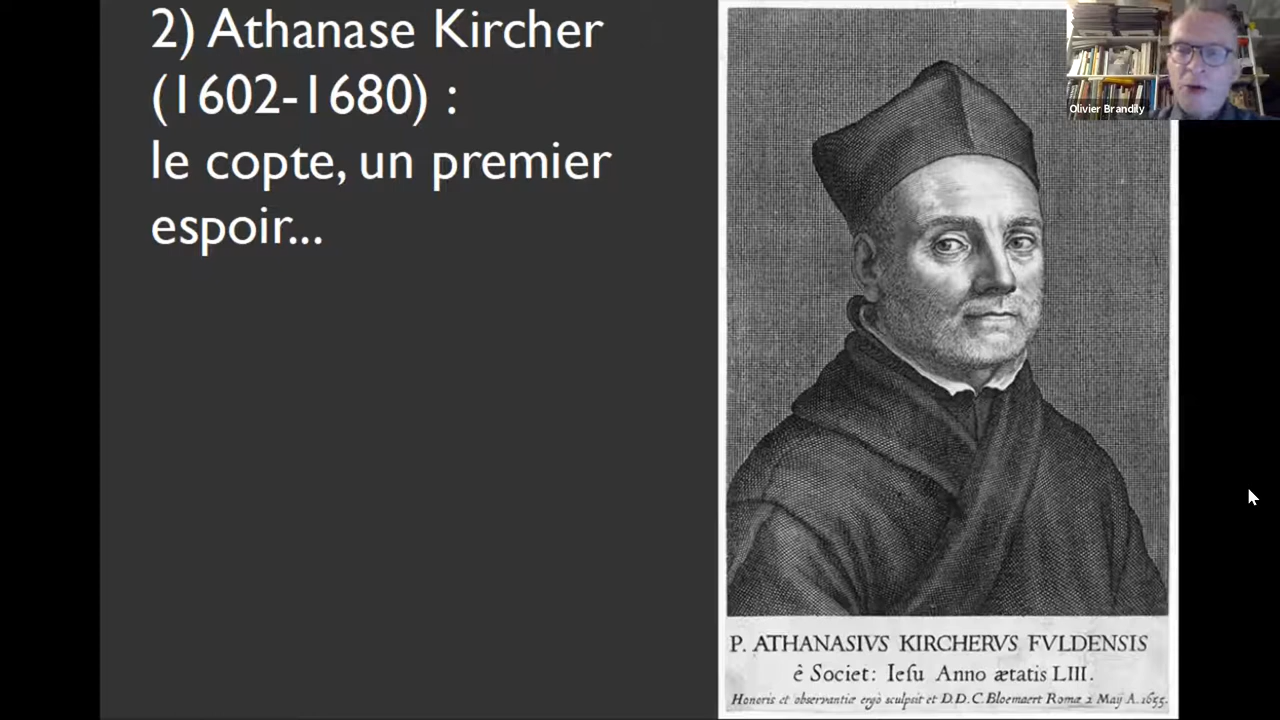 2) Athanase Kircher
(1602-1680) :
le copte, un premier
espoir...
Olivier Brandily
P. ATHANASIVS KIRCHERVS FVLDENSIS
è Societ: Iesu Anno ætatis LIII.
Honoris et observantiæ ergò sculpsit et D.D.C. Bloemaert Romæ 2 Maij A. 1655.